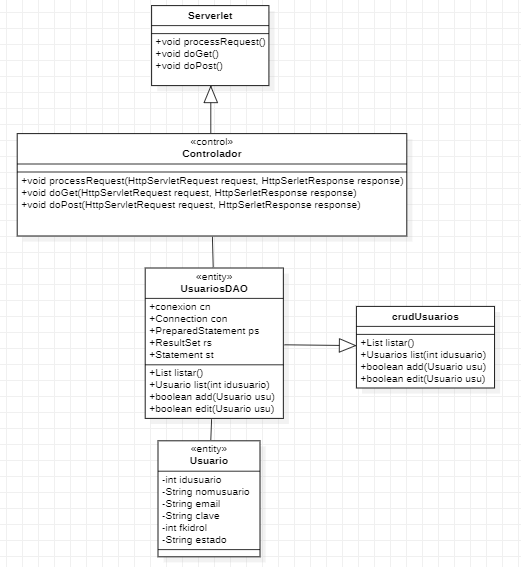 Serverlet
+void processRequest()
+void doGet()
+void doPost()
«control»
Controlador
+void processRequest(HttpServletRequest request, HttpSerletResponse response)
+void doGet(HttpServletRequest request, HttpSerletResponse response)
+void doPost(HttpServletRequest request, HttpSerletResponse response)
«entity»
UsuariosDAO
+conexion cn
+Connection con
+PreparedStatement ps
+ResultSet rs
+Statement st
+List listar()
+Usuario list(int idusuario)
+boolean add(Usuario usu)
+boolean edit(Usuario usu)
crudUsuarios
+List listar()
+Usuarios list(int idusuario)
+boolean add(Usuario usu)
+boolean edit(Usuario usu)
«entity»
Usuario
-int idusuario
-String nomusuario
-String email
-String clave
-int fkidrol
-String estado